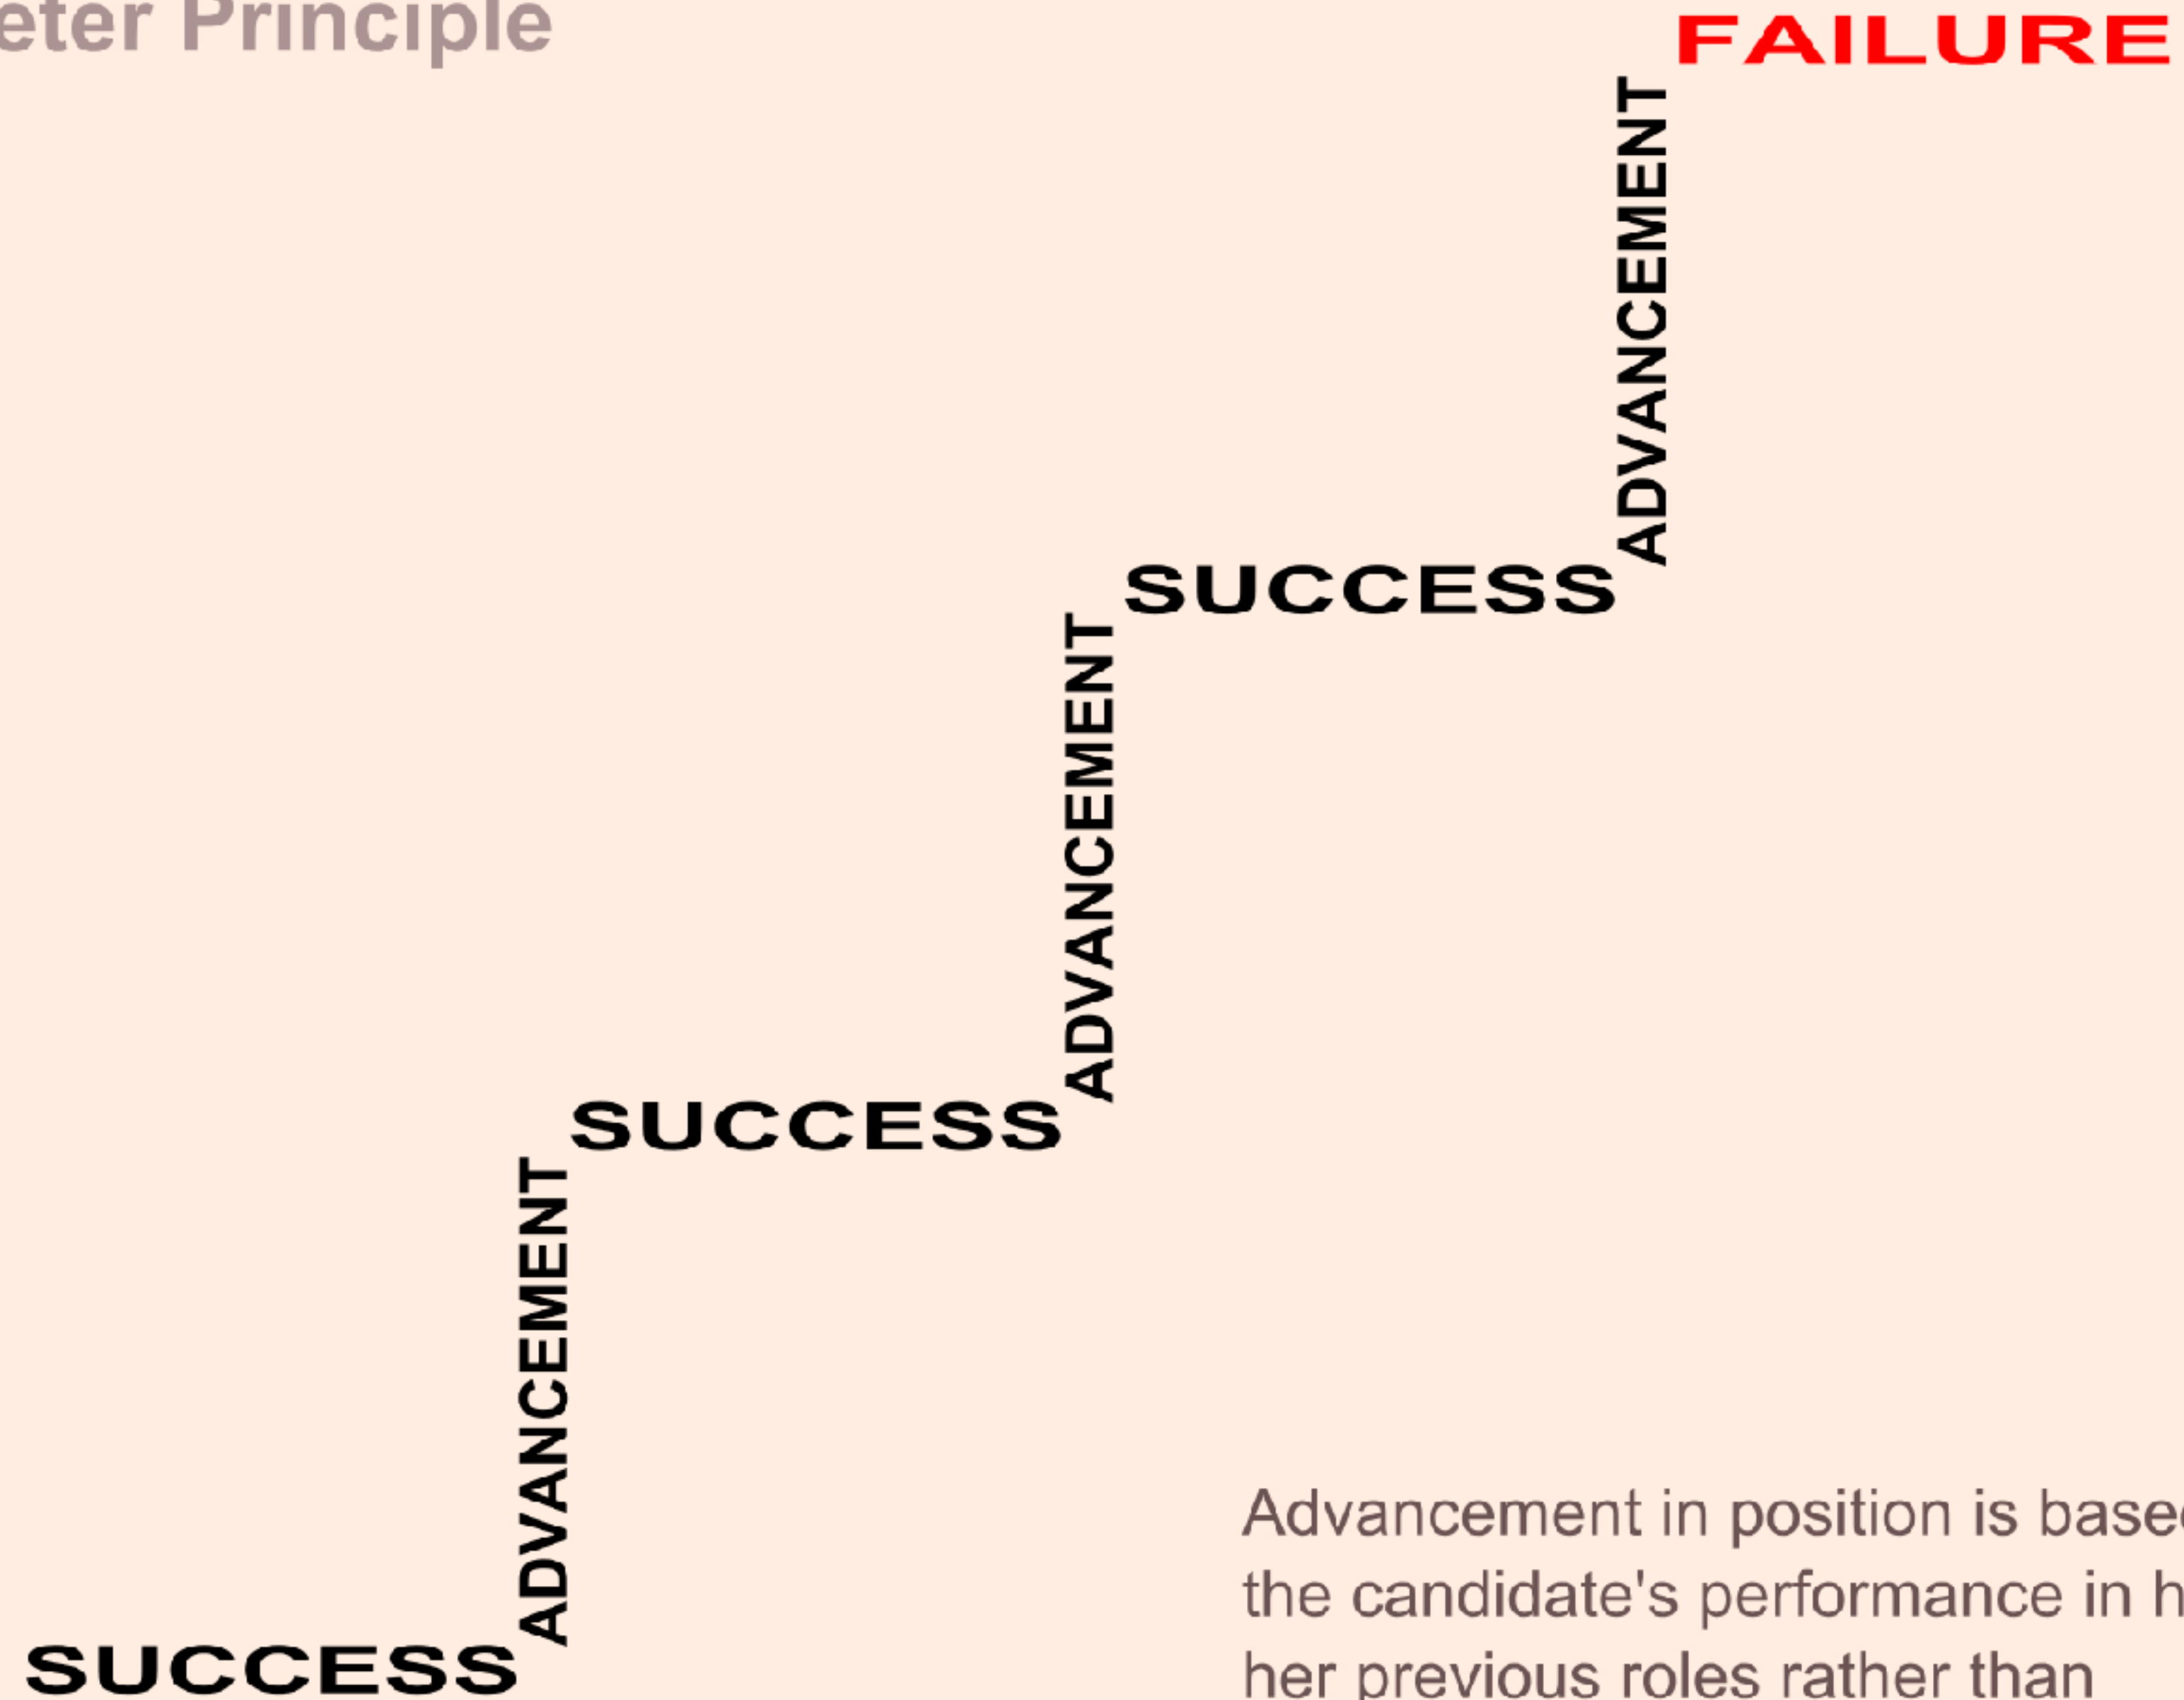 eter Principle
FAILURE
ADVANCEMENT
SUCCESS
ADVANCEMENT
SUCCESS
ADVANCEMENT
SUCCESS
Advancement in position is based
the candidate's performance in h
her previous roles rather than